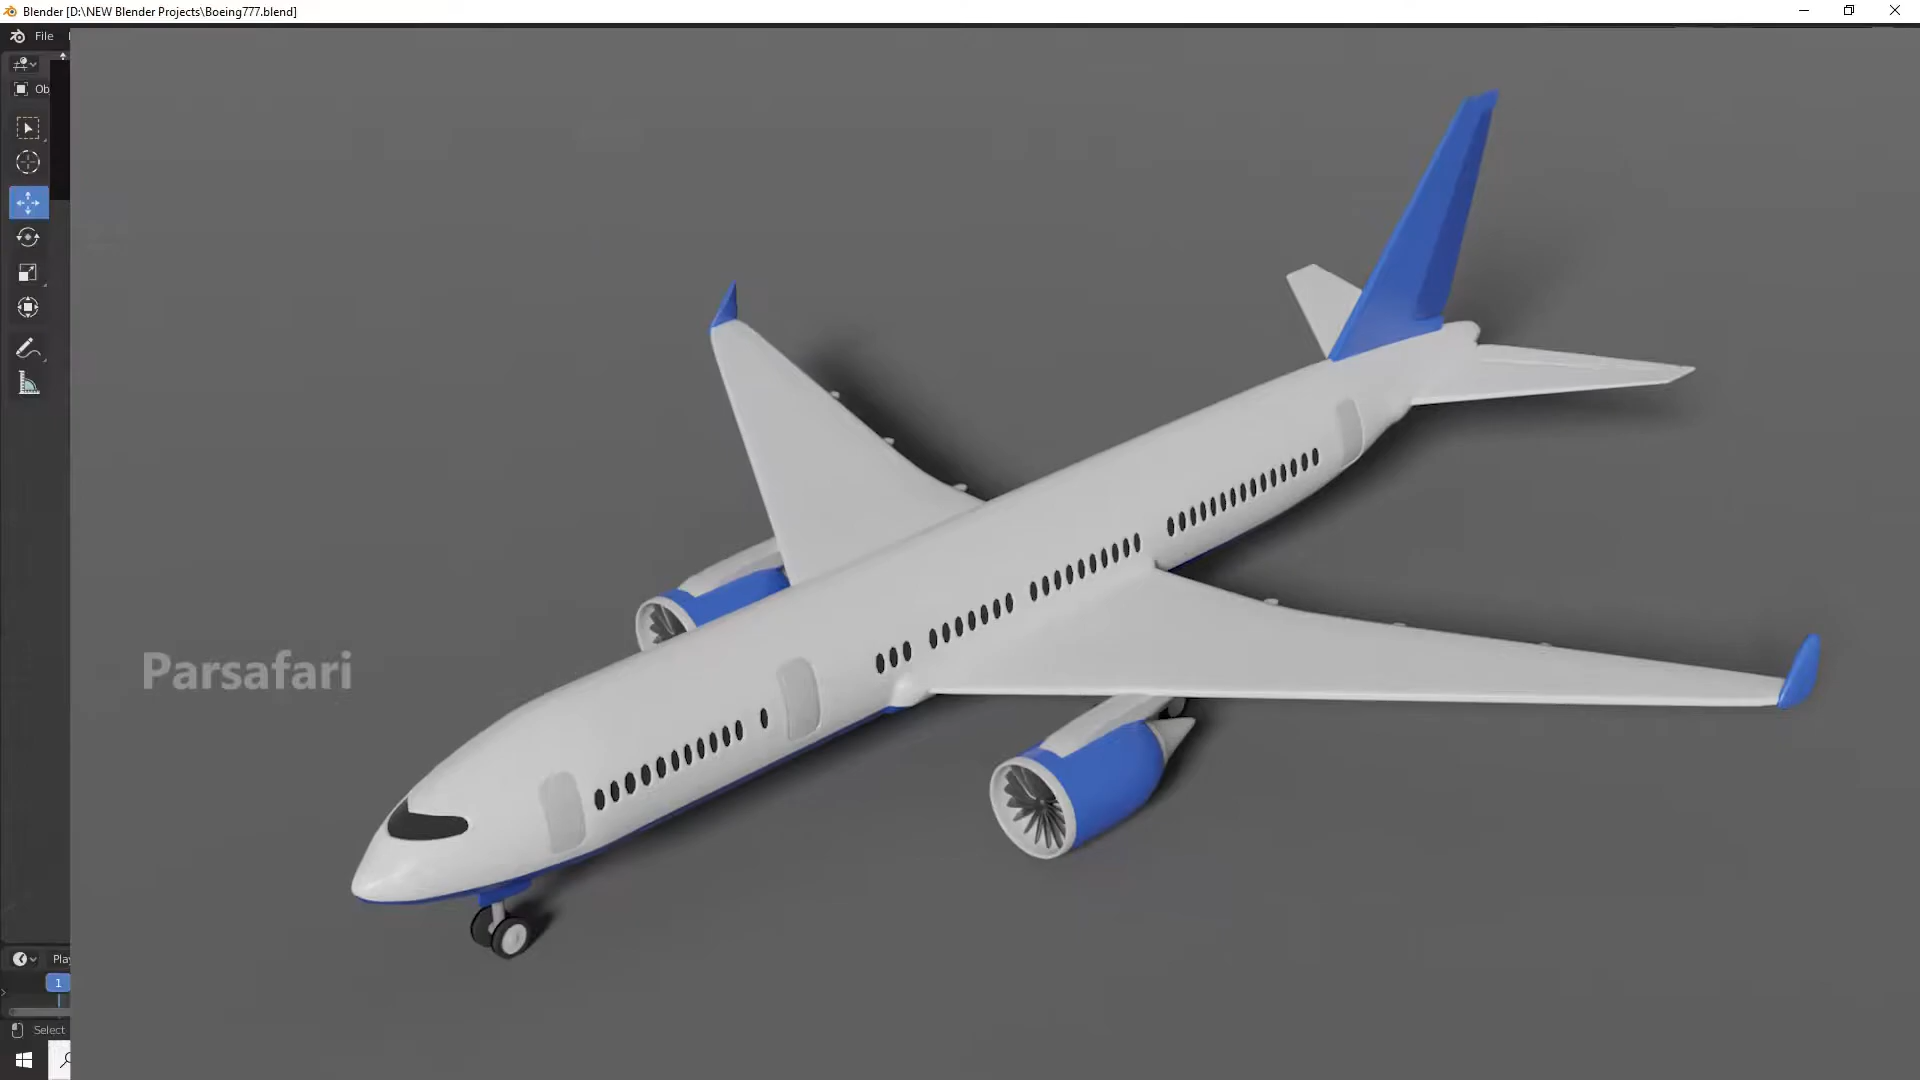 Blender [D:\NEW Blender Projects\Boeing777.blend]
File
Ob
Parsafari
Play
1
Select